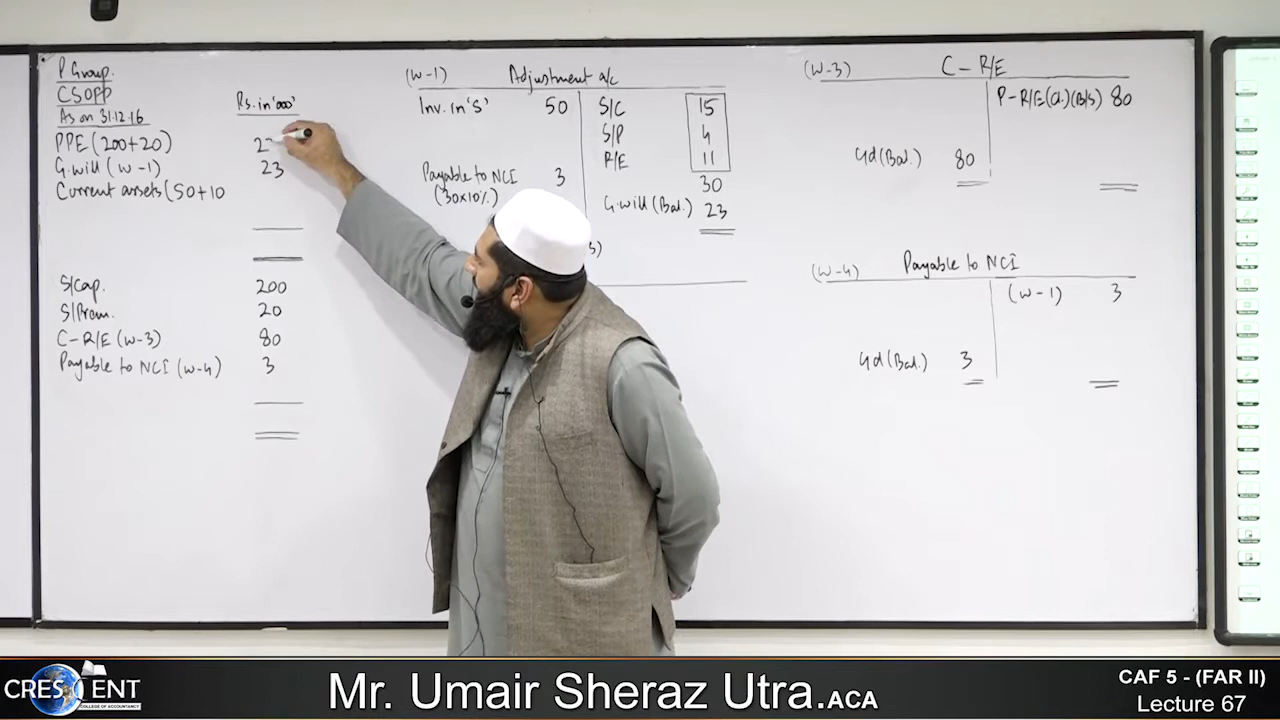 P Group.
CSOFP
As on 31.12.16
Rs. in '000'
PPE (200+20)
22
G.will (W-1) 23
Current assets (50+10
S/Cap. 200
S/Prem. 20
C-R/E (W-3) 80
Payable to NCI (W-4) 3
(W-1) Adjustment a/c
Inv. in 'S' 50 S/C 15
S/P 4
R/E 11
Payable to NCI 3 30
(30x10%) G.will (Bal.) 23
(W-3) C-R/E
P-R/E (Cl.) (B/S) 80
c/d (Bal.) 80
(W-4) Payable to NCI
(W-1) 3
c/d (Bal.) 3
CRESCENT
COLLEGE OF ACCOUNTANCY
Mr. Umair Sheraz Utra.ACA
CAF 5 - (FAR II)
Lecture 67